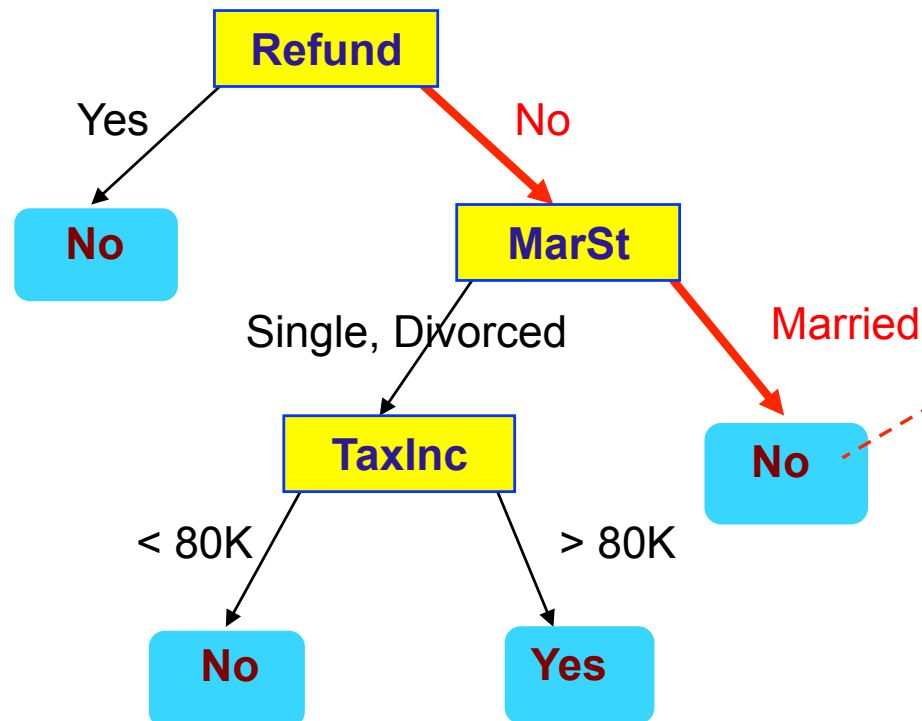 Refund
Yes
No
No
MarSt
Single, Divorced
Married
TaxInc
No
< 80K
> 80K
No
Yes